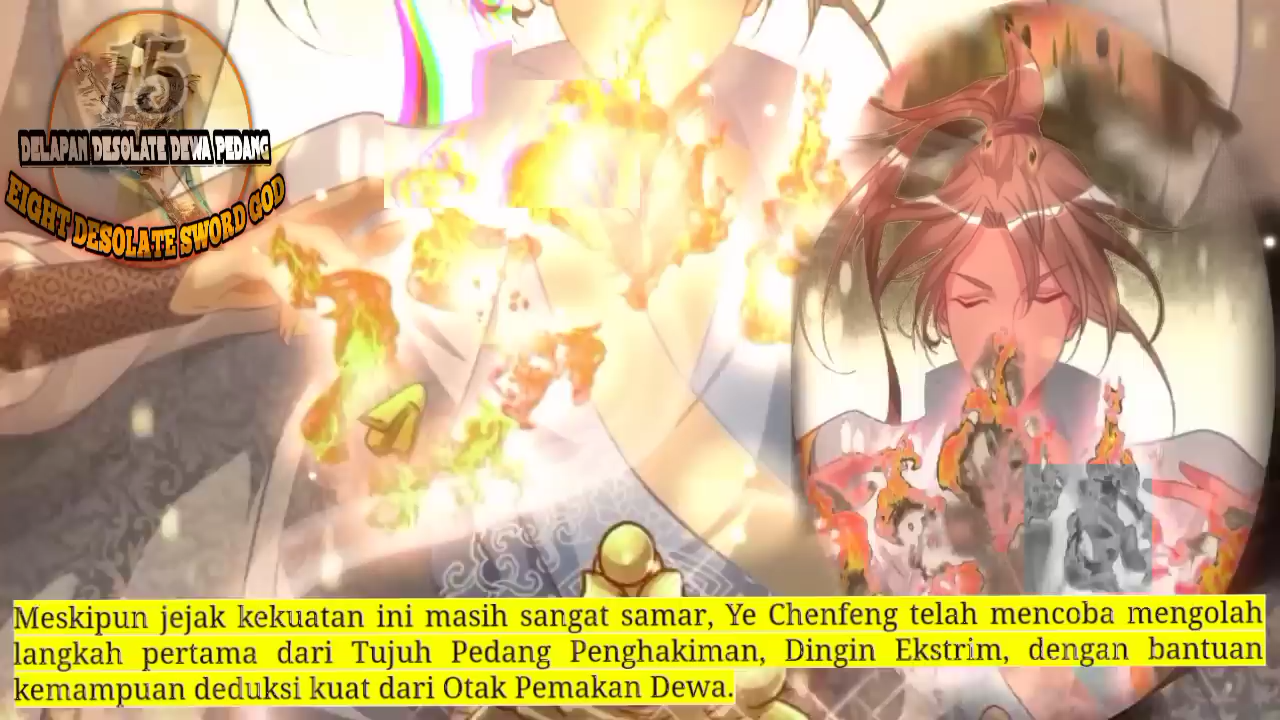 15
DELAPAN DESOLATE DEWA PEDANG
EIGHT DESOLATE SWORD GOD
Meskipun jejak kekuatan ini masih sangat samar, Ye Chenfeng telah mencoba mengolah
langkah pertama dari Tujuh Pedang Penghakiman, Dingin Ekstrim, dengan bantuan
kemampuan deduksi kuat dari Otak Pemakan Dewa.